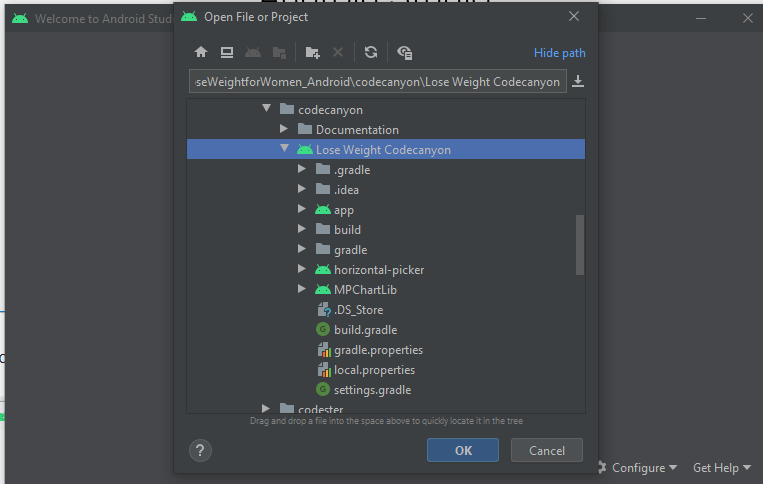 Welcome to Android Stud
Open File or Project
Hide path
seWeightforWomen_Android\codecanyon\Lose Weight Codecanyon
codecanyon
Documentation
Lose Weight Codecanyon
.gradle
.idea
app
build
gradle
horizontal-picker
MPChartLib
.DS_Store
build.gradle
gradle.properties
local.properties
settings.gradle
codester
Drag and drop a file into the space above to quickly locate it in the tree
?
OK
Cancel
Configure
Get Help